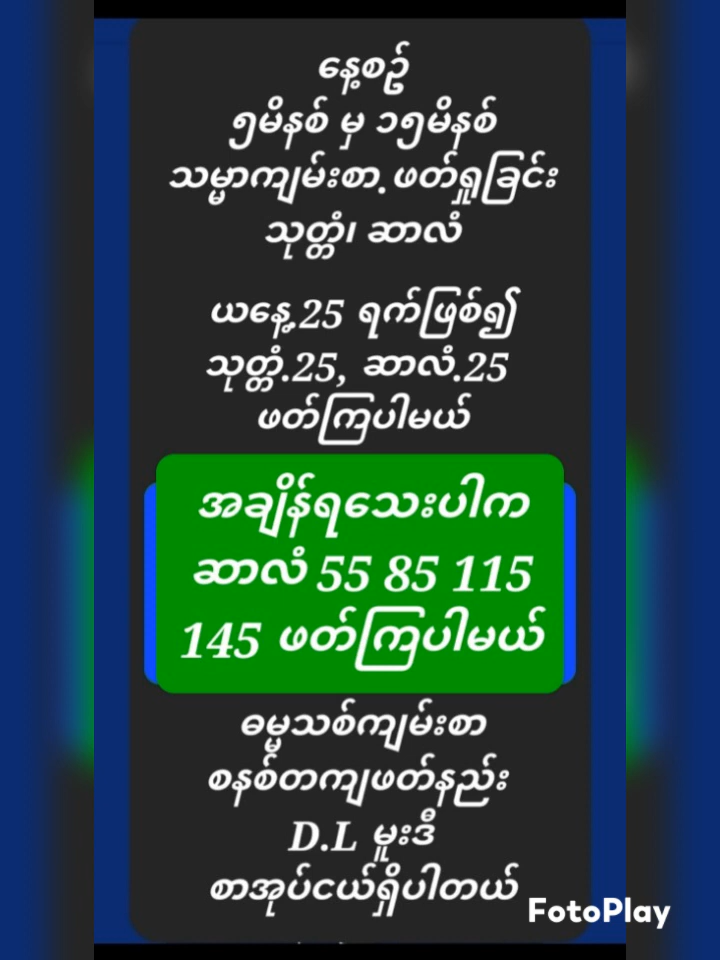 နေ့စဥ်
၅မိနစ် မှ ၁၅မိနစ်
သမ္မာကျမ်းစာ ဖတ်ရှုခြင်း
သုတ္တံ၊ ဆာလံ
ယနေ့ 25 ရက်ဖြစ်၍
သုတ္တံ.25, ဆာလံ.25
ဖတ်ကြပါမယ်
အချိန်ရသေးပါက
ဆာလံ 55 85 115
145 ဖတ်ကြပါမယ်
ဓမ္မသစ်ကျမ်းစာ
စနစ်တကျဖတ်နည်း
D.L မူးဒီ
စာအုပ်ငယ်ရှိပါတယ်
FotoPlay